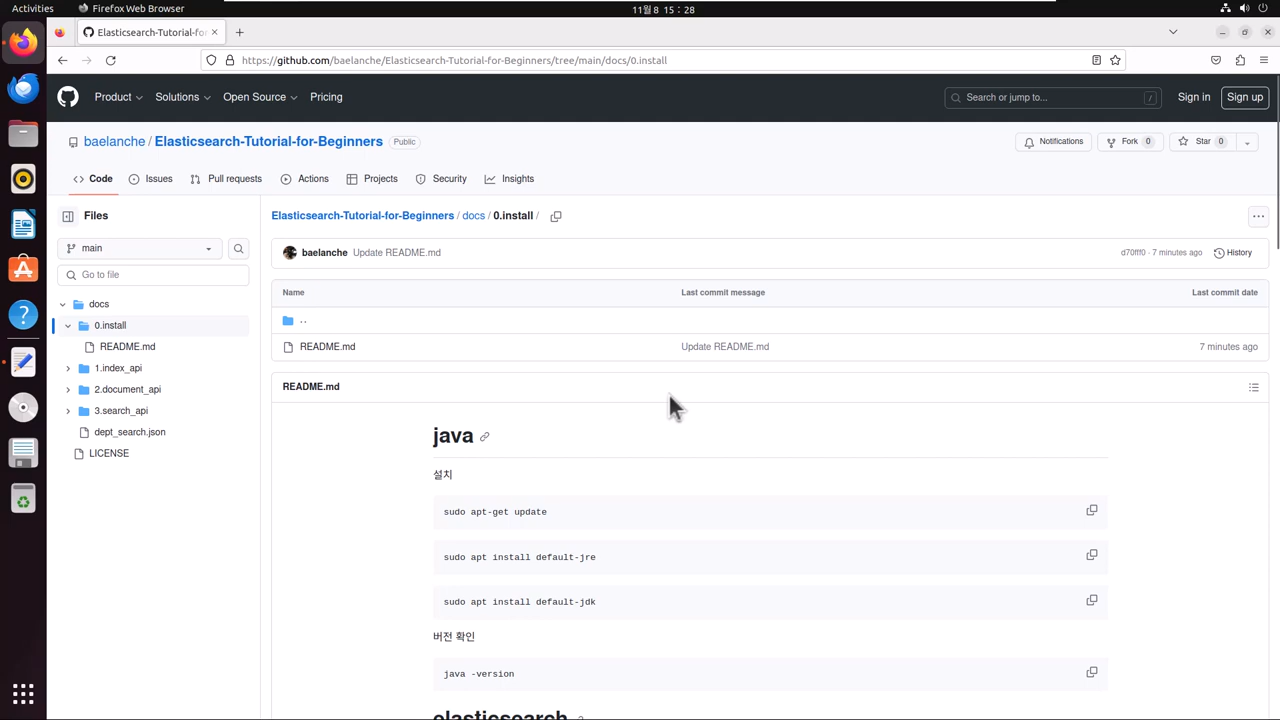 Activities Firefox Web Browser 11월 8 15 : 28
Elasticsearch-Tutorial-for
https://github.com/baelanche/Elasticsearch-Tutorial-for-Beginners/tree/main/docs/0.install
Product Solutions Open Source Pricing Search or jump to... / Sign in Sign up
baelanche / Elasticsearch-Tutorial-for-Beginners Public Notifications Fork 0 Star 0
Code Issues Pull requests Actions Projects Security Insights
Files
main
Go to file
docs
0.install
README.md
1.index_api
2.document_api
3.search_api
dept_search.json
LICENSE
Elasticsearch-Tutorial-for-Beginners / docs / 0.install /
baelanche Update README.md d70fff0 · 7 minutes ago History
Name Last commit message Last commit date
..
README.md Update README.md 7 minutes ago
README.md
java
설치
sudo apt-get update
sudo apt install default-jre
sudo apt install default-jdk
버전 확인
java -version
elasticsearch